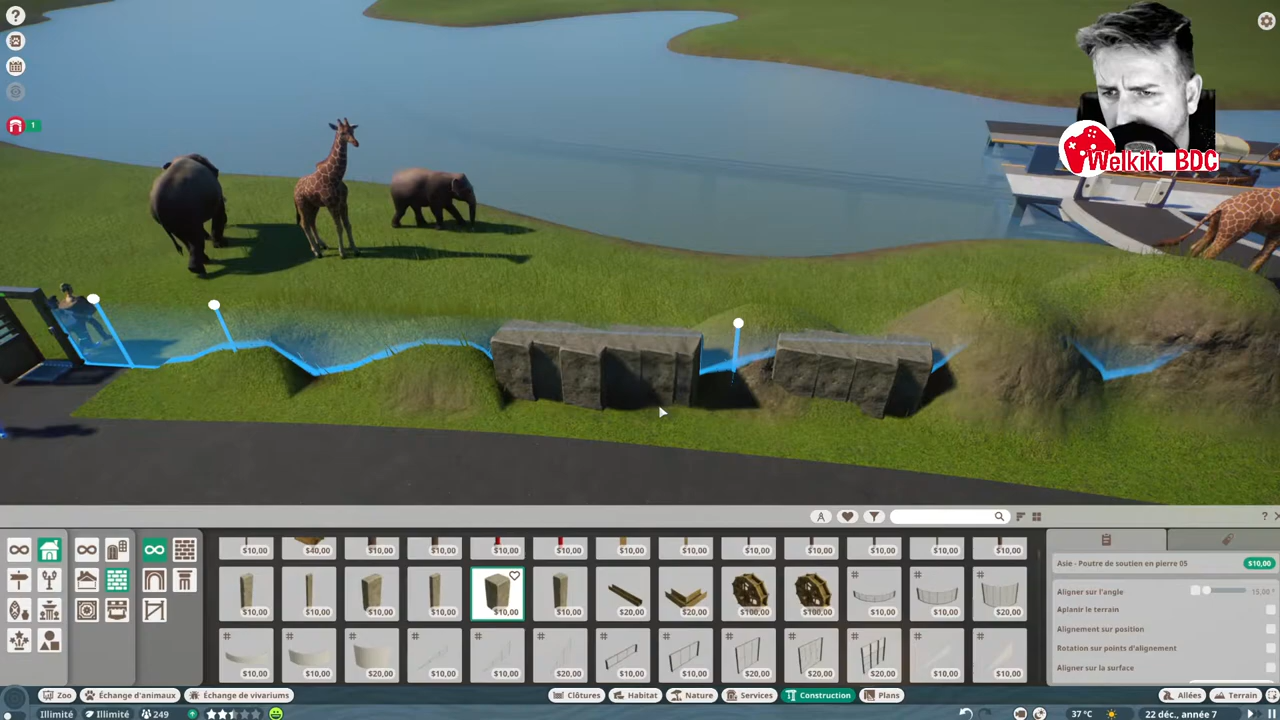 ?
1
Welkiki BDC
?
$10,00 $40,00 $10,00 $10,00 $10,00 $10,00 $10,00 $10,00 $10,00 $10,00 $10,00 $10,00 $10,00
$10,00 $10,00 $10,00 $10,00 $10,00 $10,00 $20,00 $20,00 $100,00 $100,00 $10,00 $10,00 $20,00
$10,00 $10,00 $20,00 $10,00 $10,00 $20,00 $10,00 $10,00 $20,00 $10,00 $10,00 $10,00 $10,00
Asie - Poutre de soutien en pierre 05 $10,00
Aligner sur l'angle 15,00°
Aplanir le terrain
Alignement sur position
Rotation sur points d'alignement
Aligner sur la surface
Zoo Échange d'animaux Échange de vivariums Clôtures Habitat Nature Services Construction Plans Allées Terrain
Illimité Illimité 249 37 °C 22 déc., année 7